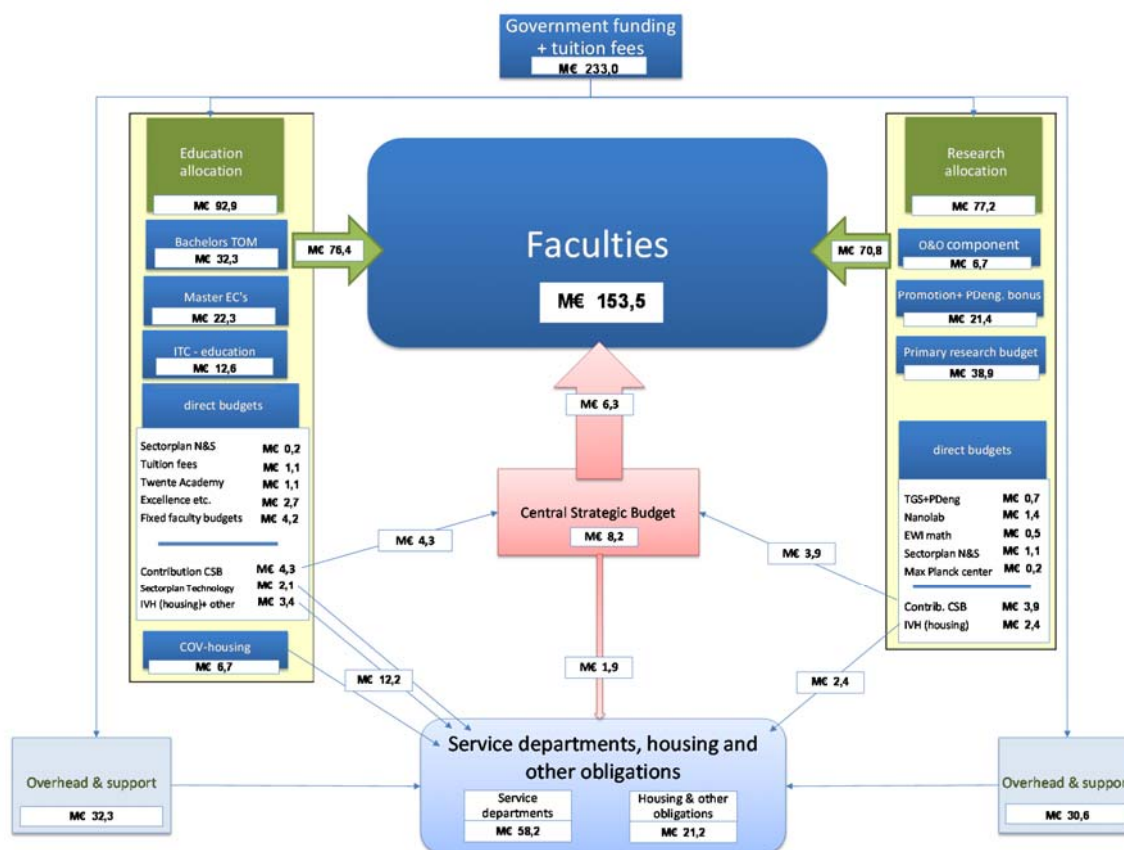 Government funding
+ tuition fees
M€ 233,0
Education
allocation
M€ 92,9
Bachelors TOM
M€ 32,3
Master EC's
M€ 22,3
ITC - education
M€ 12,6
direct budgets
Sectorplan N&S M€ 0,2
Tuition fees M€ 1,1
Twente Academy M€ 1,1
Excellence etc. M€ 2,7
Fixed faculty budgets M€ 4,2
Contribution CSB M€ 4,3
Sectorplan Technology M€ 2,1
IVH (housing)+ other M€ 3,4
COV-housing
M€ 6,7
M€ 76,4
Faculties
M€ 153,5
M€ 70,8
M€ 6,3
Central Strategic Budget
M€ 8,2
M€ 4,3
M€ 3,9
M€ 12,2
M€ 1,9
M€ 2,4
Research
allocation
M€ 77,2
O&O component
M€ 6,7
Promotion+ PDeng. bonus
M€ 21,4
Primary research budget
M€ 38,9
direct budgets
TGS+PDeng M€ 0,7
Nanolab M€ 1,4
EWI math M€ 0,5
Sectorplan N&S M€ 1,1
Max Planck center M€ 0,2
Contrib. CSB M€ 3,9
IVH (housing) M€ 2,4
Overhead & support
M€ 32,3
Service departments, housing and
other obligations
Service
departments
M€ 58,2
Housing & other
obligations
M€ 21,2
Overhead & support
M€ 30,6